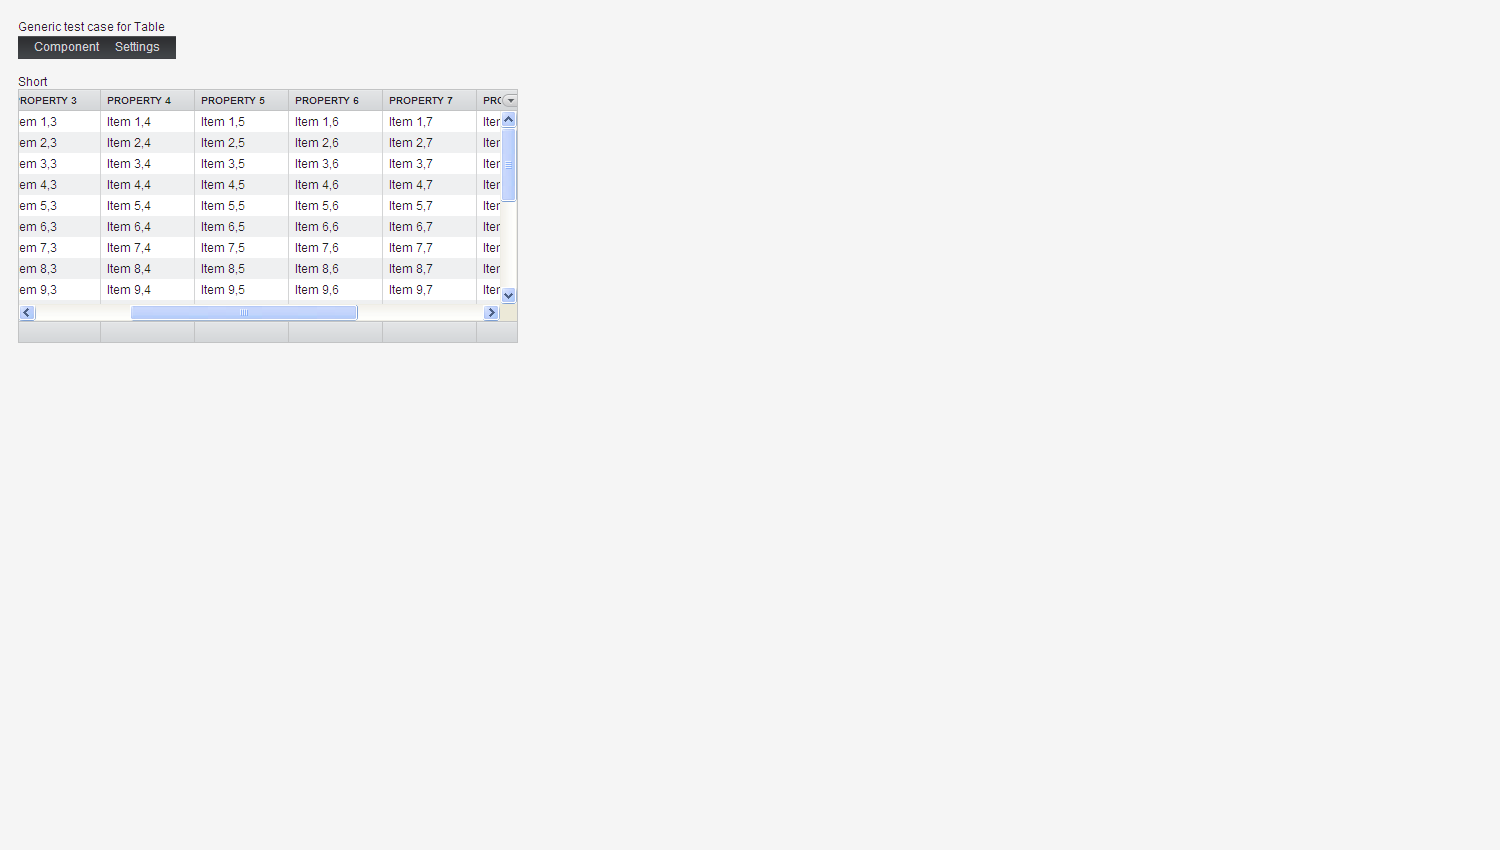 Generic test case for Table
Component Settings
Short
ROPERTY 3 PROPERTY 4 PROPERTY 5 PROPERTY 6 PROPERTY 7 PRO
em 1,3 Item 1,4 Item 1,5 Item 1,6 Item 1,7 Iter
em 2,3 Item 2,4 Item 2,5 Item 2,6 Item 2,7 Iter
em 3,3 Item 3,4 Item 3,5 Item 3,6 Item 3,7 Iter
em 4,3 Item 4,4 Item 4,5 Item 4,6 Item 4,7 Iter
em 5,3 Item 5,4 Item 5,5 Item 5,6 Item 5,7 Iter
em 6,3 Item 6,4 Item 6,5 Item 6,6 Item 6,7 Iter
em 7,3 Item 7,4 Item 7,5 Item 7,6 Item 7,7 Iter
em 8,3 Item 8,4 Item 8,5 Item 8,6 Item 8,7 Iter
em 9,3 Item 9,4 Item 9,5 Item 9,6 Item 9,7 Iter